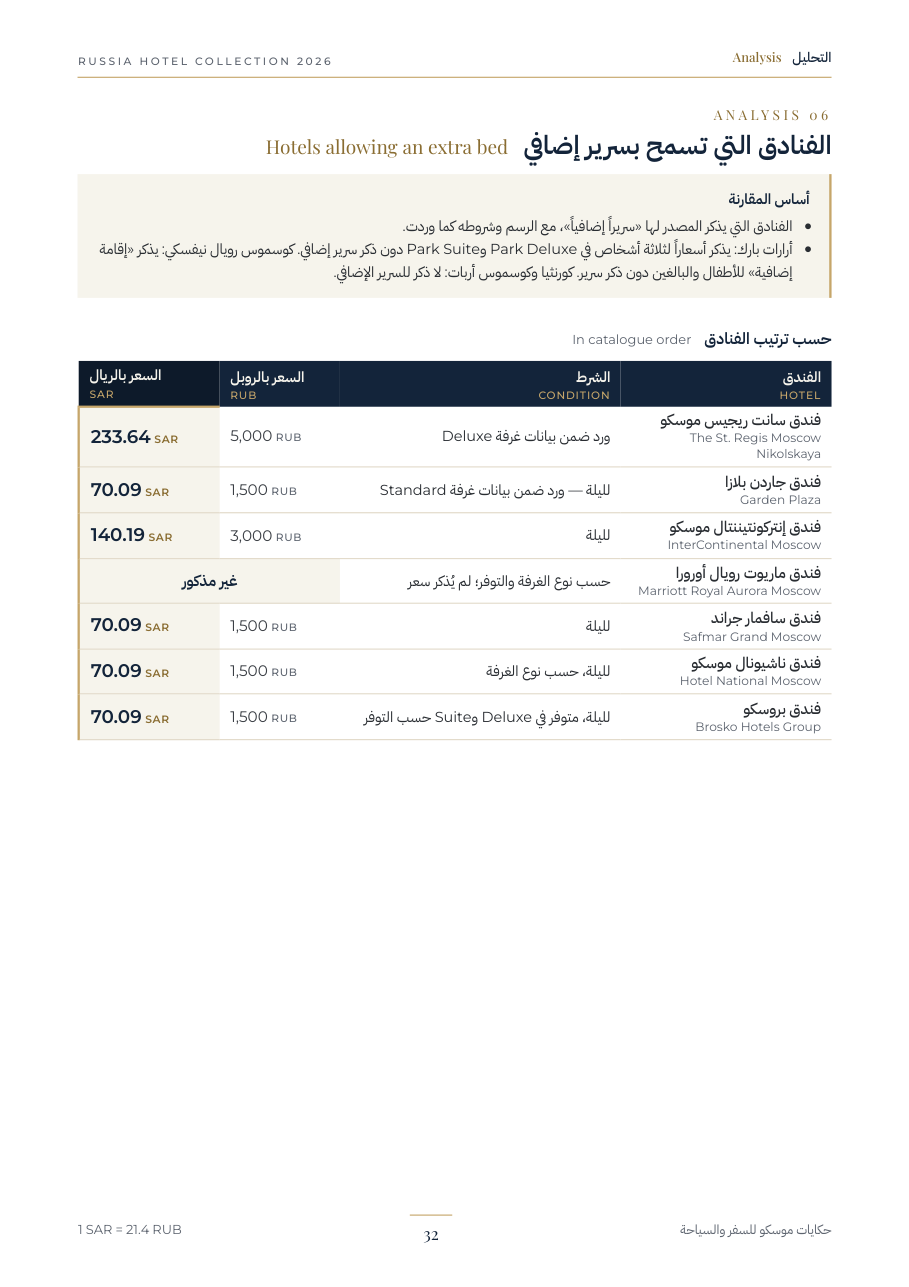 RUSSIA HOTEL COLLECTION 2026
التحليل Analysis
ANALYSIS 06
الفنادق التي تسمح بسرير إضافي Hotels allowing an extra bed
أساس المقارنة
• الفنادق التي يذكر المصدر لها «سريراً إضافياً»، مع الرسم وشروطه كما وردت.
• أرارات بارك: يذكر أسعاراً لثلاثة أشخاص في Park Deluxe وPark Suite دون ذكر سرير إضافي. كوسموس رويال نيفسكي: يذكر «إقامة
إضافية» للأطفال والبالغين دون ذكر سرير. كورنثيا وكوسموس أربات: لا ذكر للسرير الإضافي.
حسب ترتيب الفنادق In catalogue order
الفندق الشرط السعر بالروبل السعر بالريال
HOTEL CONDITION RUB SAR
فندق سانت ريجيس موسكو
The St. Regis Moscow
Nikolskaya
ورد ضمن بيانات غرفة Deluxe
5,000 RUB
233.64 SAR
فندق جاردن بلازا
Garden Plaza
لليلة — ورد ضمن بيانات غرفة Standard
1,500 RUB
70.09 SAR
فندق إنتركونتيننتال موسكو
InterContinental Moscow
لليلة
3,000 RUB
140.19 SAR
فندق ماريوت رويال أورورا
Marriott Royal Aurora Moscow
حسب نوع الغرفة والتوفر؛ لم يُذكر سعر
غير مذكور
فندق سافمار جراند
Safmar Grand Moscow
لليلة
1,500 RUB
70.09 SAR
فندق ناشيونال موسكو
Hotel National Moscow
لليلة، حسب نوع الغرفة
1,500 RUB
70.09 SAR
فندق بروسكو
Brosko Hotels Group
لليلة، متوفر في Deluxe وSuite حسب التوفر
1,500 RUB
70.09 SAR
1 SAR = 21.4 RUB
32
حكايات موسكو للسفر والسياحة